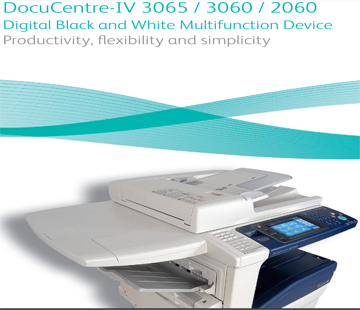 DocuCentre-IV 3065 / 3060 / 2060
Digital Black and White Multifunction Device
Productivity, flexibility and simplicity